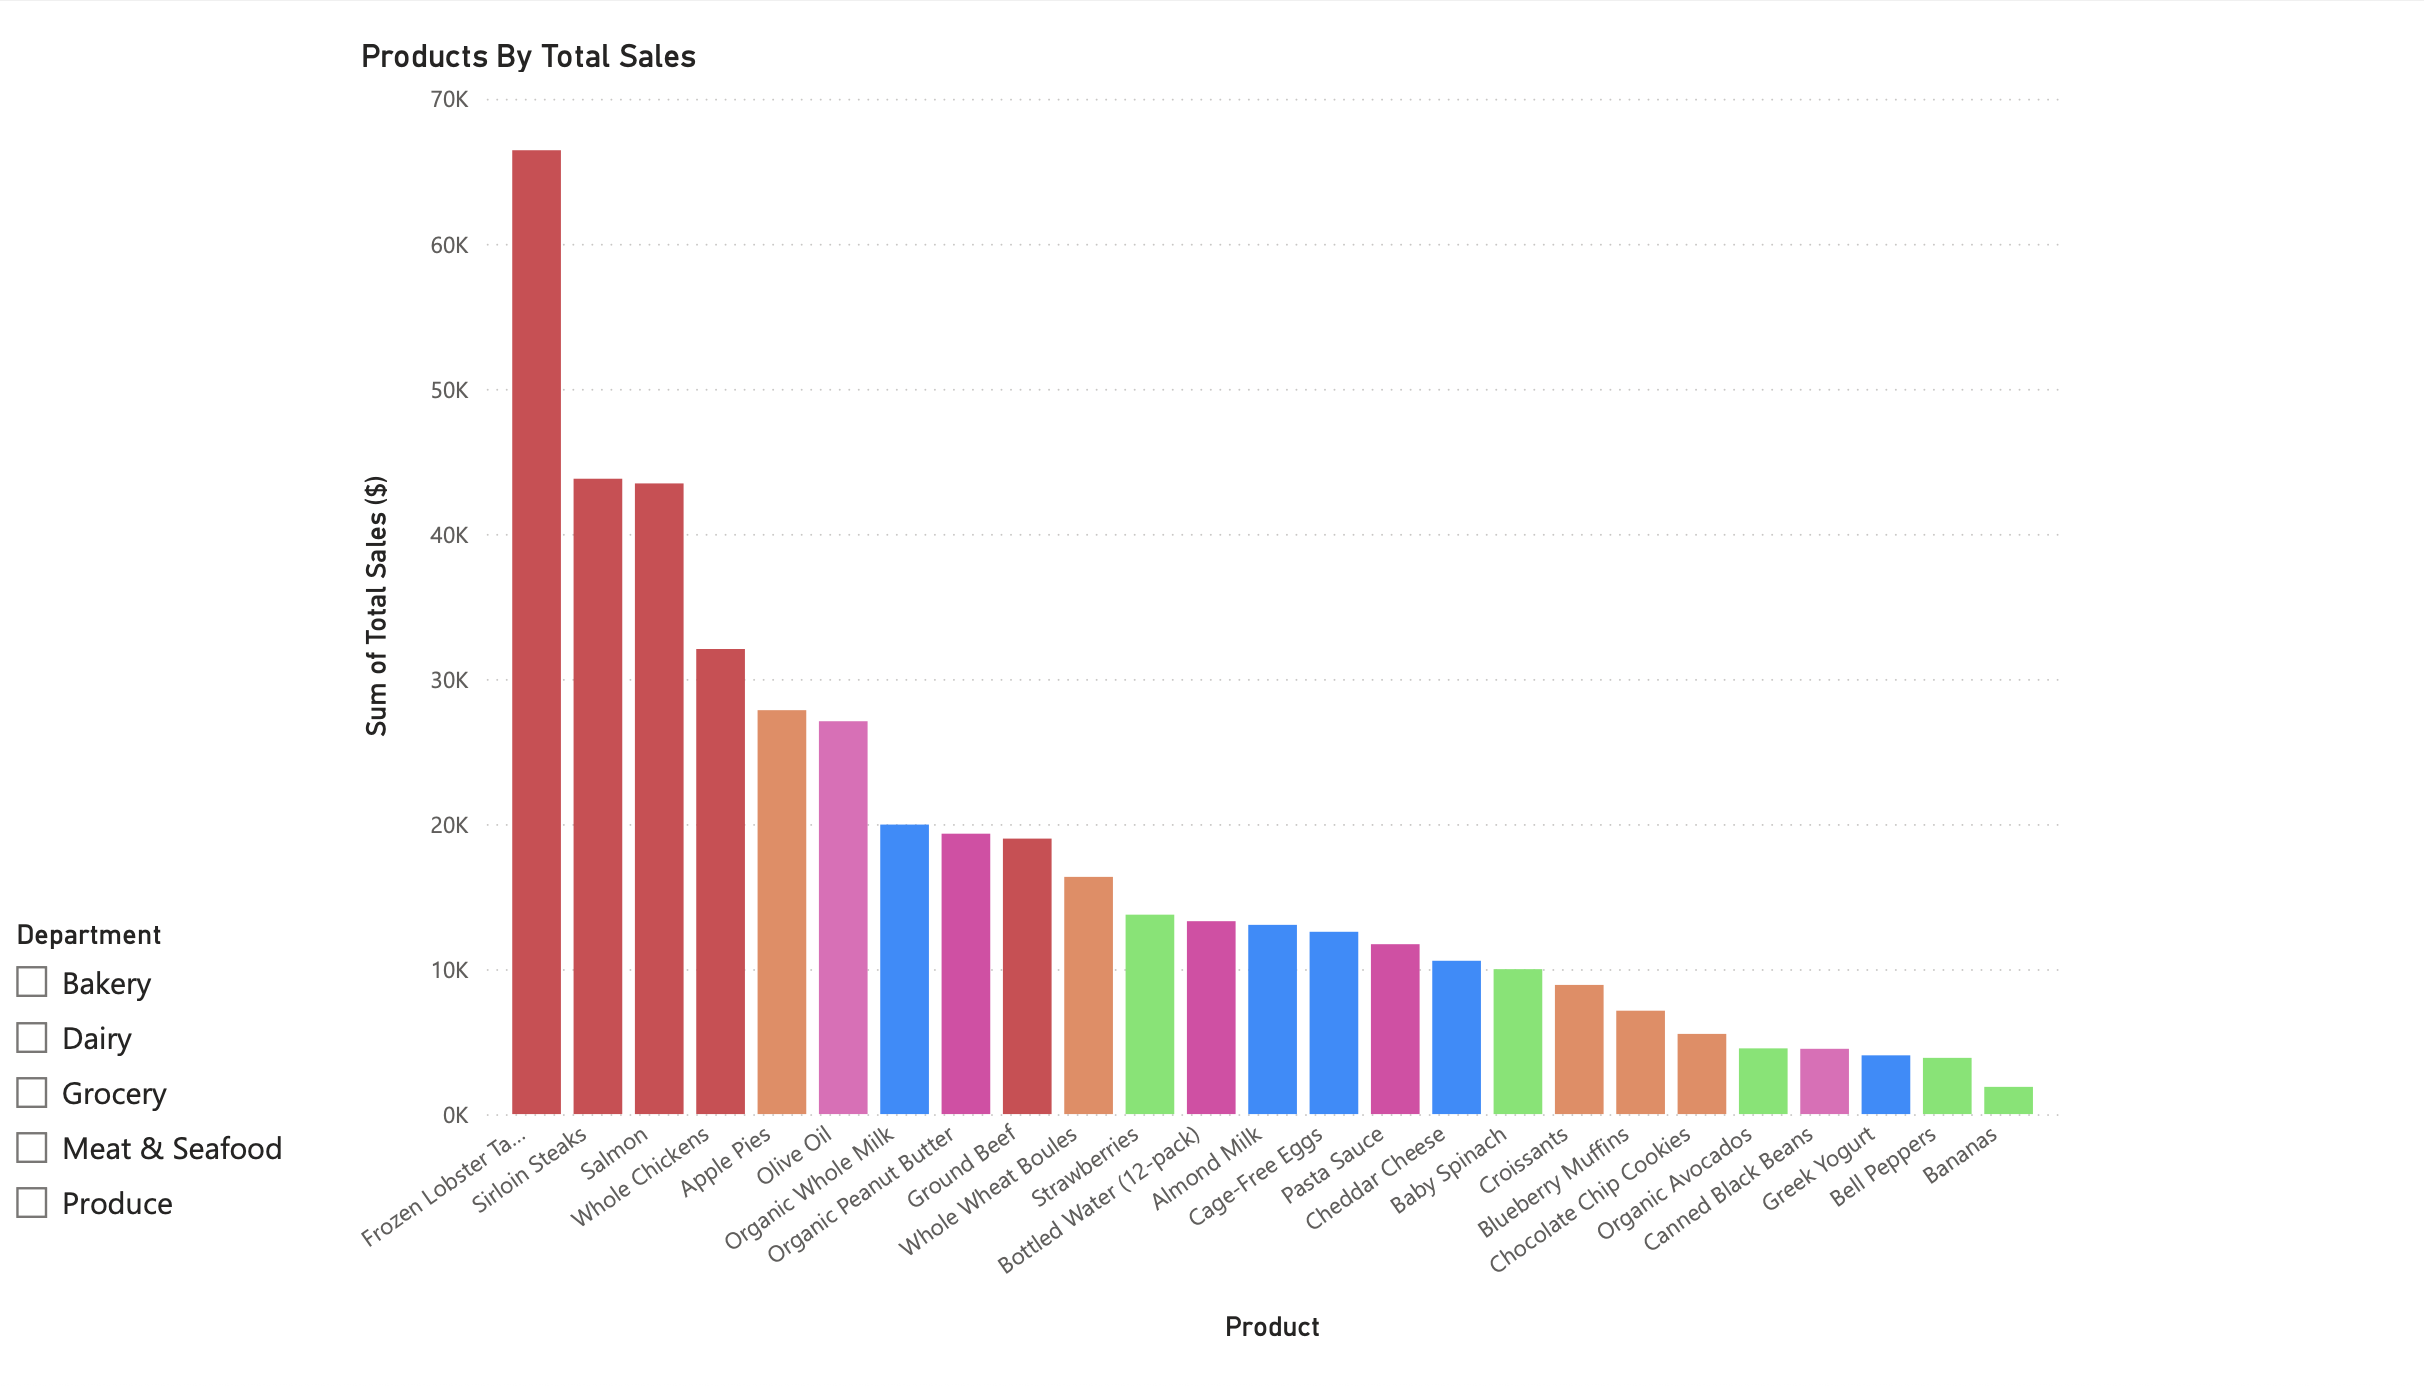 Products By Total Sales
70K
60K
50K
40K
30K
20K
10K
0K
Sum of Total Sales ($)
Frozen Lobster Ta...
Sirloin Steaks
Salmon
Whole Chickens
Apple Pies
Olive Oil
Organic Whole Milk
Organic Peanut Butter
Ground Beef
Whole Wheat Boules
Strawberries
Bottled Water (12-pack)
Almond Milk
Cage-Free Eggs
Pasta Sauce
Cheddar Cheese
Baby Spinach
Croissants
Blueberry Muffins
Chocolate Chip Cookies
Organic Avocados
Canned Black Beans
Greek Yogurt
Bell Peppers
Bananas
Product
Department
Bakery
Dairy
Grocery
Meat & Seafood
Produce